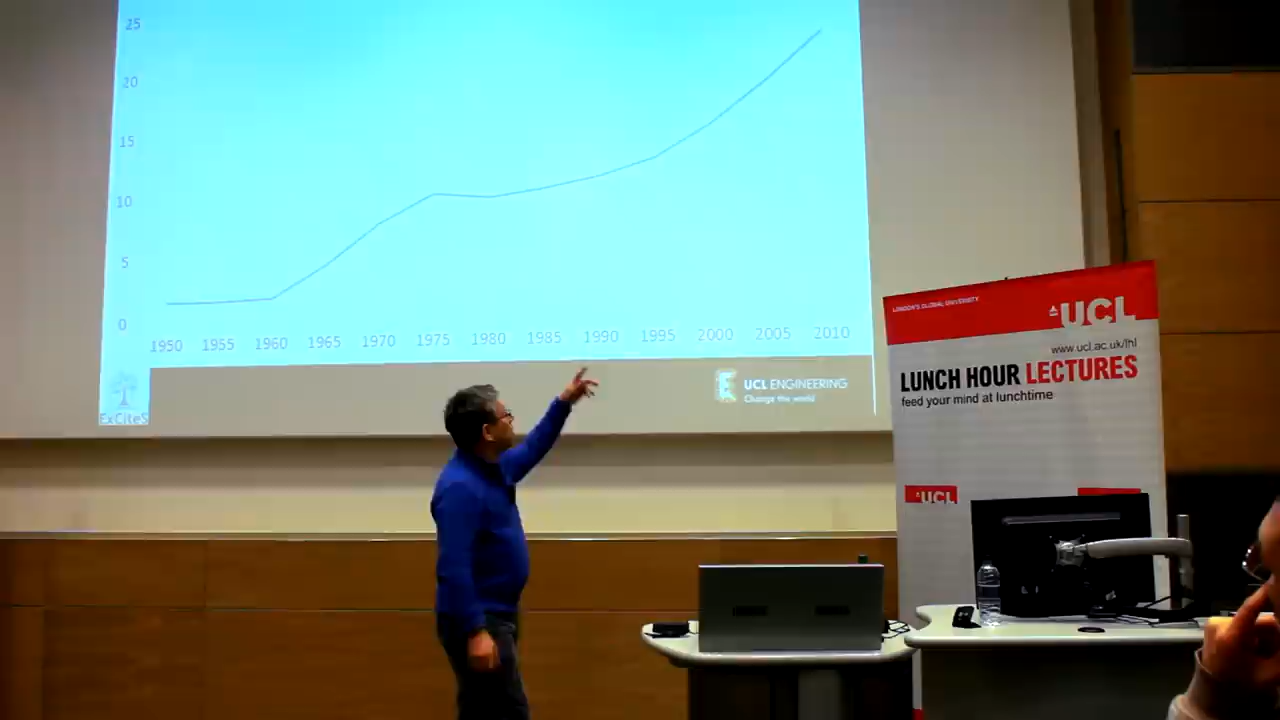 25
20
15
10
5
0
1950 1955 1960 1965 1970 1975 1980 1985 1990 1995 2000 2005 2010
ExCiteS
UCL ENGINEERING
Change the world
LONDON'S GLOBAL UNIVERSITY
UCL
www.ucl.ac.uk/lhl
LUNCH HOUR LECTURES
feed your mind at lunchtime
UCL